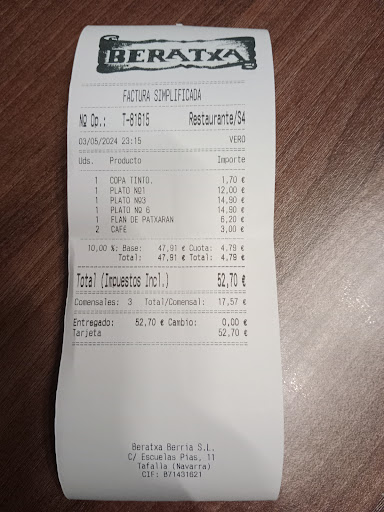 BERATXA
FACTURA SIMPLIFICADA
Nº Op.: T-81615 Restaurante/S4
03/05/2024 23:15 VERO
Uds. Producto Importe
1 COPA TINTO. 1,70 €
1 PLATO Nº1 12,00 €
1 PLATO Nº3 14,90 €
1 PLATO Nº 6 14,90 €
1 FLAN DE PATXARAN 6,20 €
2 CAFE 3,00 €
10,00 %: Base: 47,91 € Cuota: 4,79 €
Total: 47,91 € Total: 4,79 €
Total (Impuestos Incl.) 52,70 €
Comensales: 3 Total/Comensal: 17,57 €
Entregado: 52,70 € Cambio: 0,00 €
Tarjeta 52,70 €
Beratxa Berria S.L.
C/ Escuelas Pias, 11
Tafalla (Navarra)
CIF: B71431621